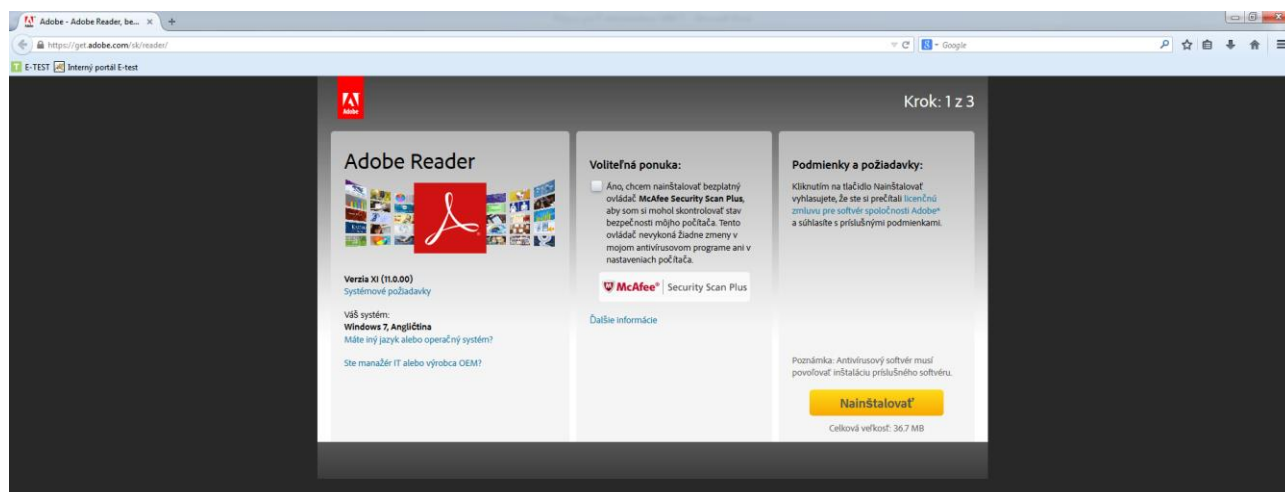 Adobe - Adobe Reader, be...
https://get.adobe.com/sk/reader/
Google
E-TEST Interný portál E-test
Adobe
Krok: 1 z 3
Adobe Reader
Verzia XI (11.0.00)
Systémové požiadavky
Váš systém:
Windows 7, Angličtina
Máte iný jazyk alebo operačný systém?
Ste manažér IT alebo výrobca OEM?
Voliteľná ponuka:
Áno, chcem nainštalovať bezplatný
ovládač McAfee Security Scan Plus,
aby som si mohol skontrolovať stav
bezpečnosti môjho počítača. Tento
ovládač nevykoná žiadne zmeny v
mojom antivírusovom programe ani v
nastaveniach počítača.
McAfee® Security Scan Plus
Ďalšie informácie
Podmienky a požiadavky:
Kliknutím na tlačidlo Nainštalovať
vyhlasujete, že ste si prečítali licenčnú
zmluvu pre softvér spoločnosti Adobe*
a súhlasíte s príslušnými podmienkami.
Poznámka: Antivírusový softvér musí
povoľovať inštaláciu príslušného softvéru.
Nainštalovať
Celková veľkosť: 36.7 MB